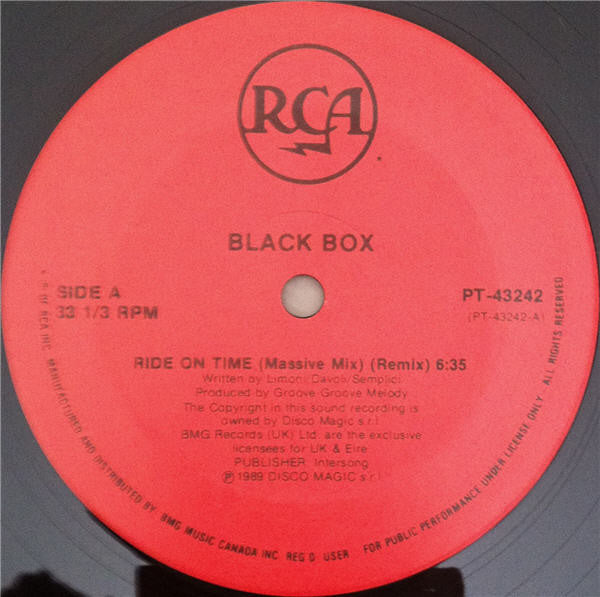 RCA
BLACK BOX
SIDE A
33 1/3 RPM
PT-43242
(PT-43242-A)
RIDE ON TIME (Massive Mix) (Remix) 6:35
Written by Limoni/Davoli/Semplici
Produced by Groove Groove Melody
The Copyright in this sound recording is
owned by Disco Magic s.r.l.
BMG Records (UK) Ltd. are the exclusive
licensees for UK & Eire
PUBLISHER: Intersong
℗ 1989 DISCO MAGIC s.r.l.
OF RCA INC. MANUFACTURED AND DISTRIBUTED BY BMG MUSIC CANADA INC. REG'D USER FOR PUBLIC PERFORMANCE UNDER LICENSE ONLY - ALL RIGHTS RESERVED